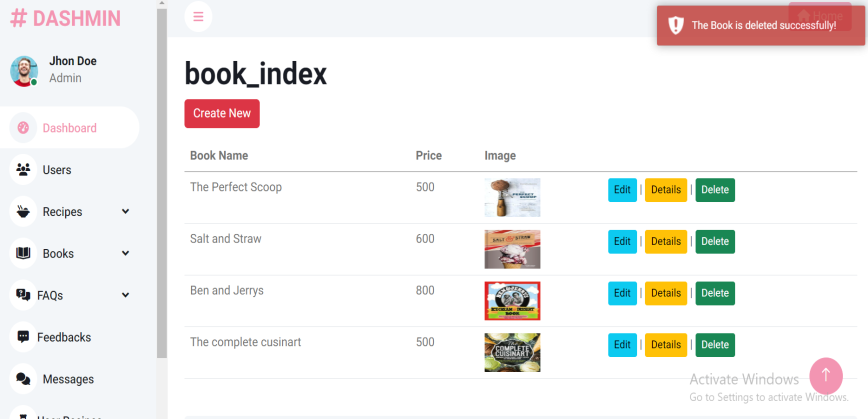 # DASHMIN
Jhon Doe
Admin
Dashboard
Users
Recipes
Books
FAQs
Feedbacks
Messages
The Book is deleted successfully!
book_index
Create New
Book Name Price Image
The Perfect Scoop 500 Edit | Details | Delete
Salt and Straw 600 Edit | Details | Delete
SALT STRAW
Ben and Jerrys 800 Edit | Details | Delete
The complete cusinart 500 Edit | Details | Delete
COMPLETE
CUISINART
Activate Windows
Go to Settings to activate Windows.